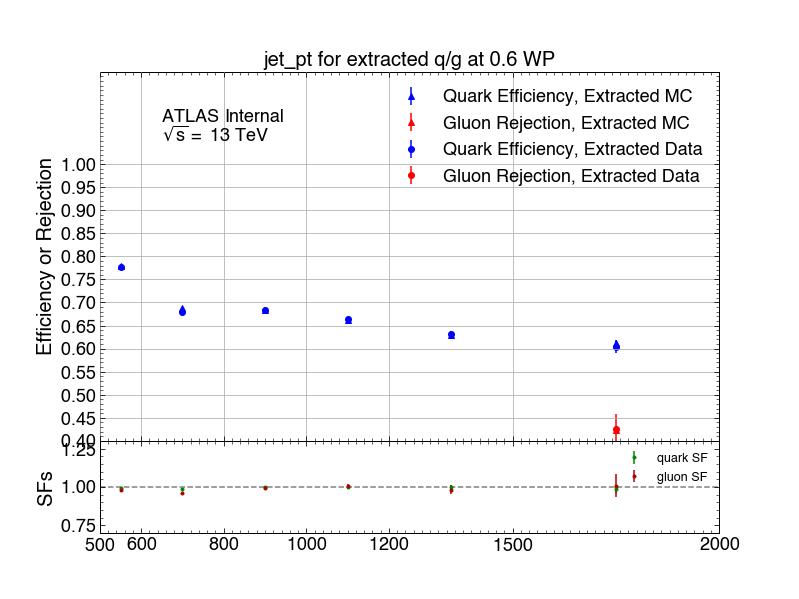 jet_pt for extracted q/g at 0.6 WP
ATLAS Internal
√s = 13 TeV
Quark Efficiency, Extracted MC
Gluon Rejection, Extracted MC
Quark Efficiency, Extracted Data
Gluon Rejection, Extracted Data
Efficiency or Rejection
1.00
0.95
0.90
0.85
0.80
0.75
0.70
0.65
0.60
0.55
0.50
0.45
0.40
SFs
1.25
1.00
0.75
quark SF
gluon SF
500 600 800 1000 1200 1500 2000